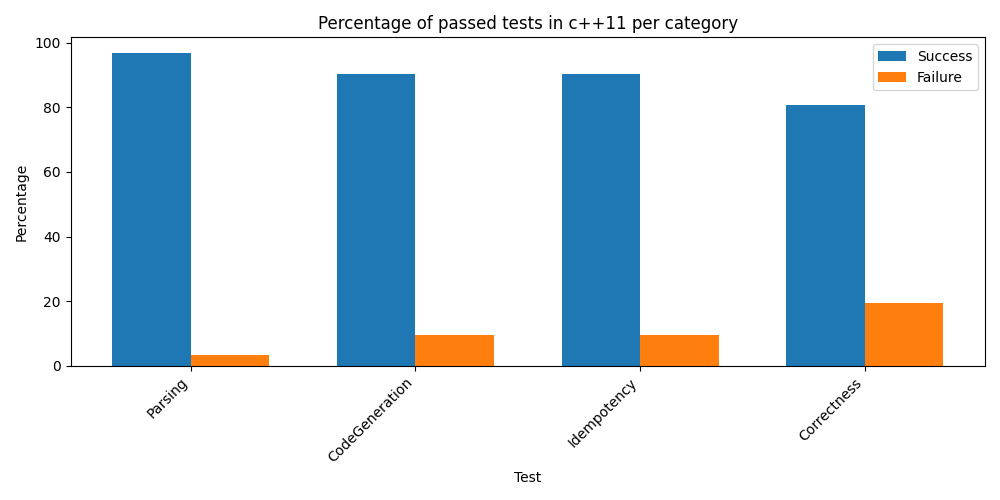 Percentage of passed tests in c++11 per category
Success
Failure
Percentage
100
80
60
40
20
0
Parsing
CodeGeneration
Idempotency
Correctness
Test